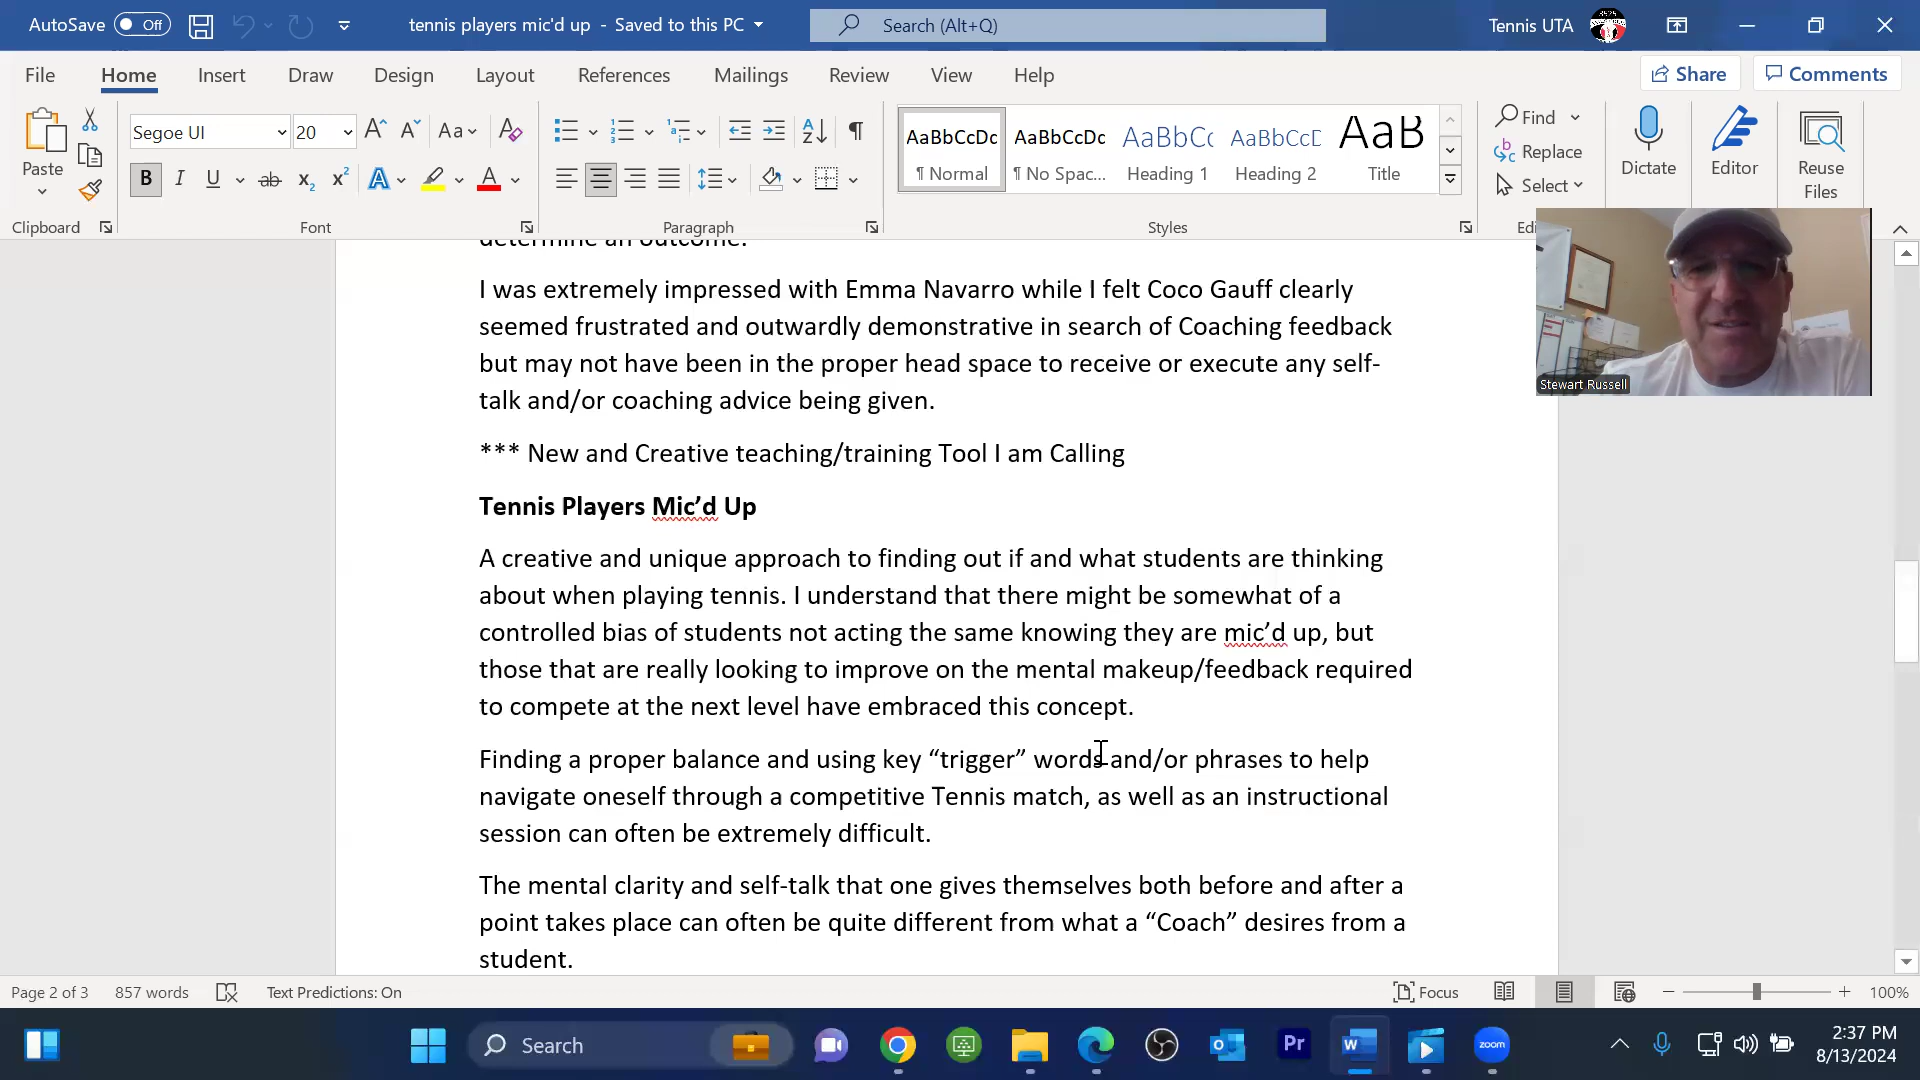 AutoSave Off tennis players mic'd up - Saved to this PC Search (Alt+Q) Tennis UTA
File Home Insert Draw Design Layout References Mailings Review View Help Share Comments
Paste
Clipboard
Segoe UI 20
Font
Paragraph
AaBbCcDc ¶ Normal
AaBbCcDc ¶ No Spac...
AaBbC Heading 1
AaBbCcD Heading 2
AaB Title
Styles
Find
Replace
Select
Dictate
Editor
Reuse Files
Stewart Russell
determine an outcome.
I was extremely impressed with Emma Navarro while I felt Coco Gauff clearly
seemed frustrated and outwardly demonstrative in search of Coaching feedback
but may not have been in the proper head space to receive or execute any self-
talk and/or coaching advice being given.
*** New and Creative teaching/training Tool I am Calling
Tennis Players Mic’d Up
A creative and unique approach to finding out if and what students are thinking
about when playing tennis. I understand that there might be somewhat of a
controlled bias of students not acting the same knowing they are mic’d up, but
those that are really looking to improve on the mental makeup/feedback required
to compete at the next level have embraced this concept.
Finding a proper balance and using key “trigger” words and/or phrases to help
navigate oneself through a competitive Tennis match, as well as an instructional
session can often be extremely difficult.
The mental clarity and self-talk that one gives themselves both before and after a
point takes place can often be quite different from what a “Coach” desires from a
student.
Page 2 of 3 857 words Text Predictions: On Focus 100%
Search Pr W zoom
2:37 PM
8/13/2024